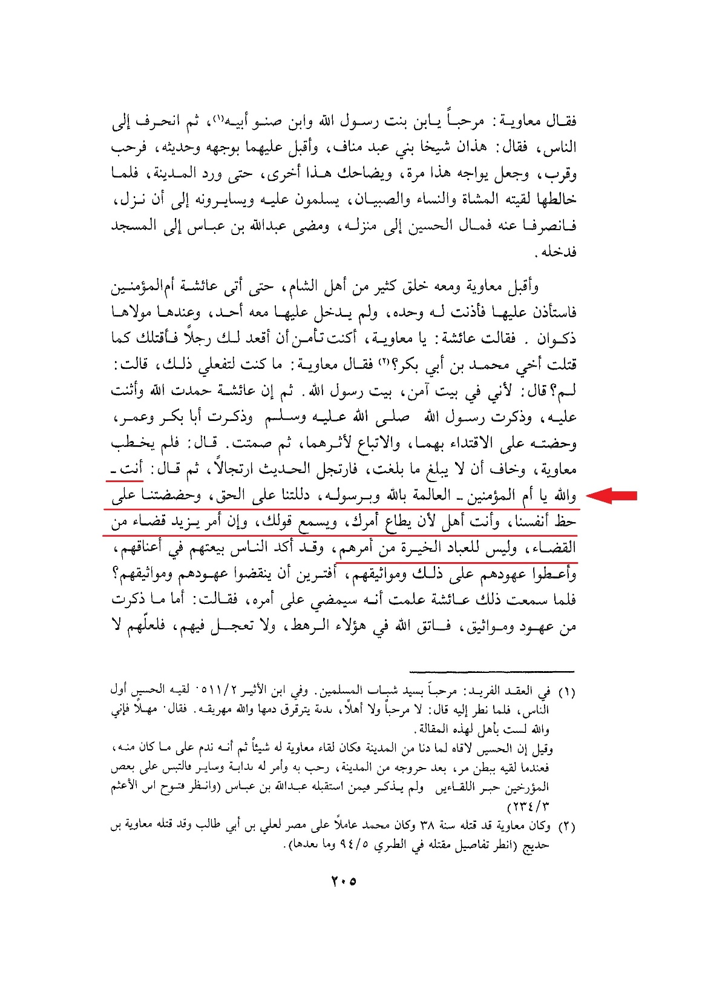 فقال معاوية: مرحباً يابن بنت رسول الله وابن صنو أبيه(١)، ثم انحرف إلى
الناس، فقال: هذان شيخا بني عبد مناف، وأقبل عليهما بوجهه وحديثه، فرحب
وقرب، وجعل يواجه هذا مرة، ويضاحك هذا أخرى، حتى ورد المدينة، فلما
خالطها لقيته المشاة والنساء والصبيان، يسلمون عليه ويسايرونه إلى أن نزل،
فانصرفا عنه فمال الحسين إلى منزله، ومضى عبدالله بن عباس إلى المسجد
فدخله.
وأقبل معاوية ومعه خلق كثير من أهل الشام، حتى أتى عائشة أم المؤمنين
فاستأذن عليها فأذنت له وحده، ولم يدخل عليها معه أحد، وعندها مولاها
ذكوان . فقالت عائشة: يا معاوية، أكنت تأمن أن أقعد لك رجلاً فأقتلك كما
قتلت أخي محمد بن أبي بكر؟(٢) فقال معاوية: ما كنت لتفعلي ذلك، قالت:
لم؟ قال: لأني في بيت آمن، بيت رسول الله. ثم إن عائشة حمدت الله وأثنت
عليه، وذكرت رسول الله صلى الله عليه وسلم وذكرت أبا بكر وعمر،
وحضته على الاقتداء بهما، والاتباع لأثرهما، ثم صمتت. قال: فلم يخطب
معاوية، وخاف أن لا يبلغ ما بلغت، فارتجل الحديث ارتجالاً، ثم قال: أنت -
والله يا أم المؤمنين - العالمة بالله وبرسوله، دللتنا على الحق، وحضضتنا على
حظ أنفسنا، وأنت أهل لأن يطاع أمرك، ويسمع قولك، وإن أمر يزيد قضاء من
القضاء، وليس للعباد الخيرة من أمرهم، وقد أكد الناس بيعتهم في أعناقهم،
وأعطوا عهودهم على ذلك ومواثيقهم، أفترين أن ينقضوا عهودهم ومواثيقهم؟
فلما سمعت ذلك عائشة علمت أنه سيمضي على أمره، فقالت: أما ما ذكرت
من عهود ومواثيق، فاتق الله في هؤلاء الرهط، ولا تعجل فيهم، فلعلّهم لا
(١) في العقد الفريد: مرحباً بسيد شباب المسلمين. وفي ابن الأثير ٥١١/٢ لقيه الحسين أول
الناس، فلما نظر إليه قال: لا مرحباً ولا أهلاً، بدنة يترقرق دمها والله مهريقه. فقال: مهلاً فإني
والله لست بأهل لهذه المقالة.
وقيل إن الحسين لاقاه لما دنا من المدينة فكان لقاء معاوية له شيئاً ثم أنه ندم على ما كان منه،
فعندما لقيه ببطن مر، بعد خروجه من المدينة، رحب به وأمر له بدابة وساير فالتبس على بعض
المؤرخين خبر اللقاءين ولم يذكر فيمن استقبله عبدالله بن عباس (وانظر فتوح ابن الأعثم
٢٣٤/٣)
(٢) وكان معاوية قد قتله سنة ٣٨ وكان محمد عاملاً على مصر لعلي بن أبي طالب وقد قتله معاوية بن
حديج (انظر تفاصيل مقتله في الطبري ٩٤/٥ وما بعدها).
٢٠٥